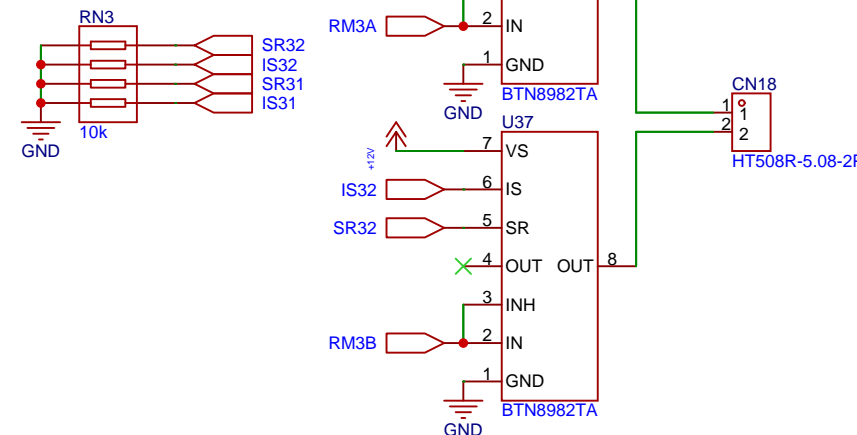 RN3
SR32
IS32
SR31
IS31
10k
GND
RM3A
2
IN
1
GND
BTN8982TA
GND
U37
+12V
7
VS
IS32
6
IS
SR32
5
SR
4
OUT
OUT
8
3
INH
RM3B
2
IN
1
GND
BTN8982TA
GND
CN18
1
1
2
2
HT508R-5.08-2P